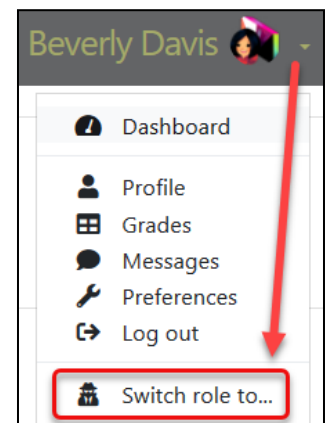 Beverly Davis
Dashboard
Profile
Grades
Messages
Preferences
Log out
Switch role to...